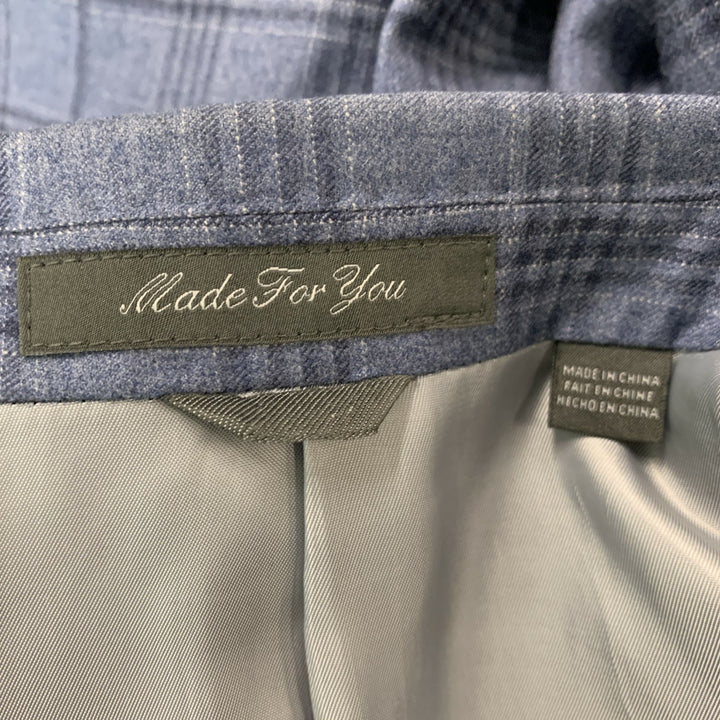 Made For You
MADE IN CHINA
FAIT EN CHINE
HECHO EN CHINA